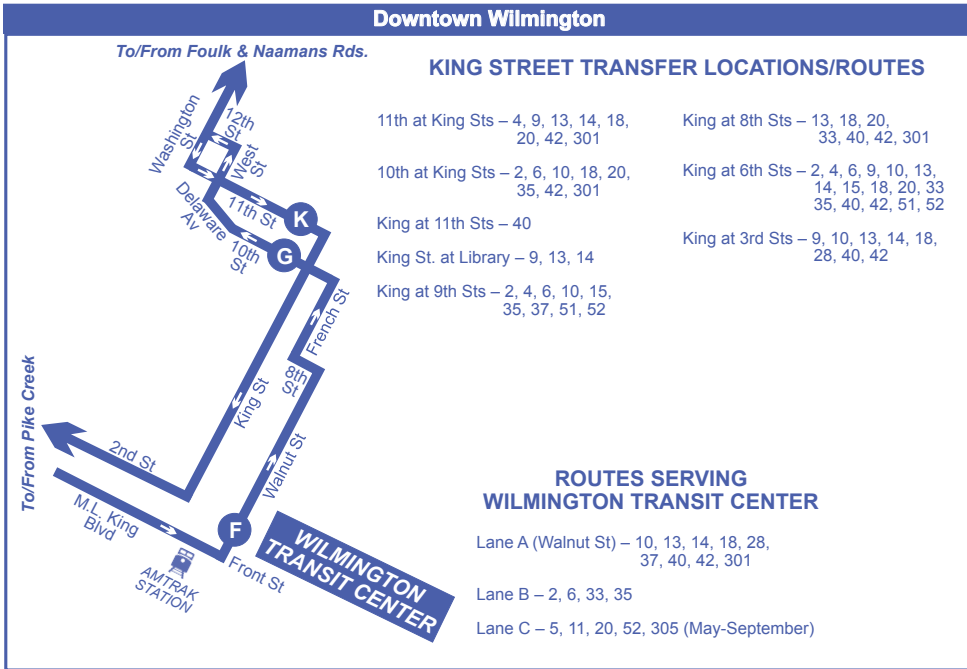 Downtown Wilmington
To/From Foulk & Naamans Rds.
Washington
St
12th
St
West
St
Delaware
Av
11th St
K
10th
St
G
French St
8th
St
King St
Walnut St
To/From Pike Creek
2nd St
M.L. King
Blvd
F
Front St
AMTRAK
STATION
WILMINGTON
TRANSIT CENTER
KING STREET TRANSFER LOCATIONS/ROUTES
11th at King Sts – 4, 9, 13, 14, 18,
20, 42, 301
10th at King Sts – 2, 6, 10, 18, 20,
35, 42, 301
King at 11th Sts – 40
King St. at Library – 9, 13, 14
King at 9th Sts – 2, 4, 6, 10, 15,
35, 37, 51, 52
King at 8th Sts – 13, 18, 20,
33, 40, 42, 301
King at 6th Sts – 2, 4, 6, 9, 10, 13,
14, 15, 18, 20, 33
35, 40, 42, 51, 52
King at 3rd Sts – 9, 10, 13, 14, 18,
28, 40, 42
ROUTES SERVING
WILMINGTON TRANSIT CENTER
Lane A (Walnut St) – 10, 13, 14, 18, 28,
37, 40, 42, 301
Lane B – 2, 6, 33, 35
Lane C – 5, 11, 20, 52, 305 (May-September)